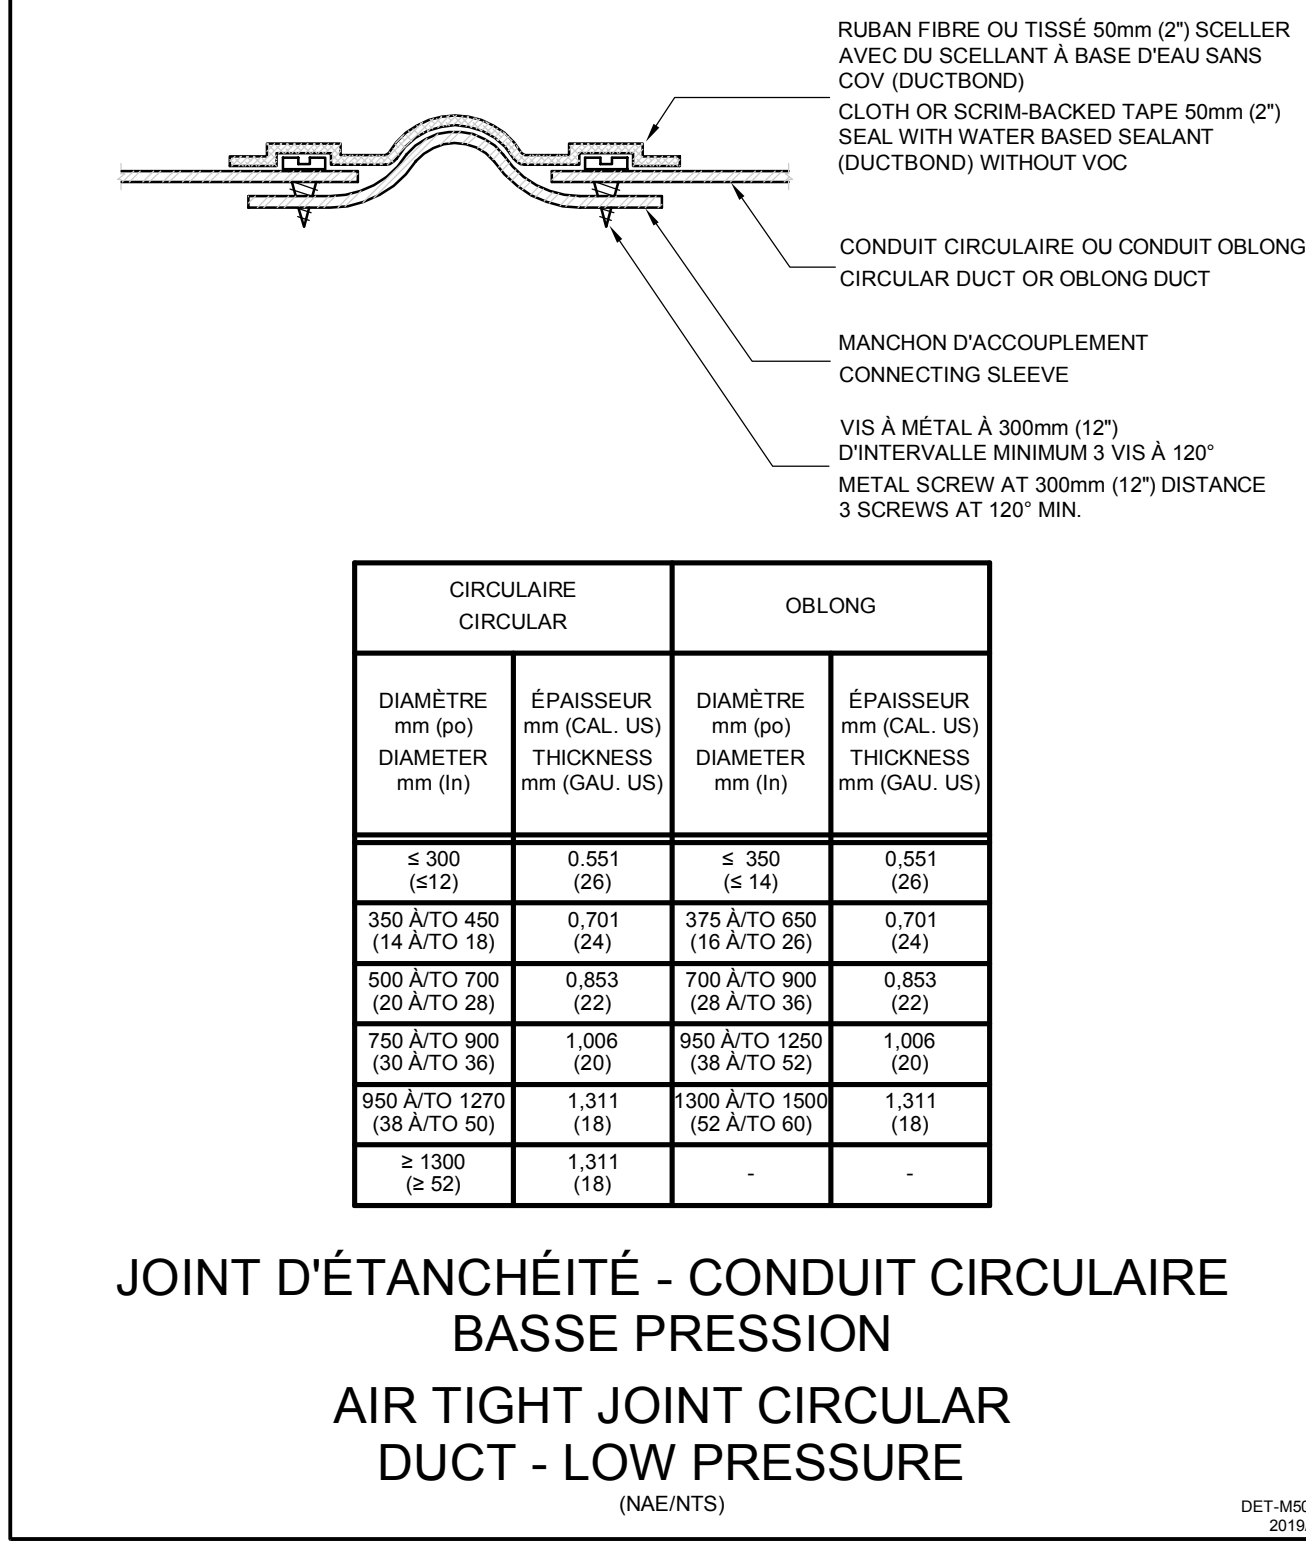 RUBAN FIBRE OU TISSÉ 50mm (2") SCELLER
AVEC DU SCELLANT À BASE D'EAU SANS
COV (DUCTBOND)
CLOTH OR SCRIM-BACKED TAPE 50mm (2")
SEAL WITH WATER BASED SEALANT
(DUCTBOND) WITHOUT VOC
CONDUIT CIRCULAIRE OU CONDUIT OBLONG
CIRCULAR DUCT OR OBLONG DUCT
MANCHON D'ACCOUPLEMENT
CONNECTING SLEEVE
VIS À MÉTAL À 300mm (12")
D'INTERVALLE MINIMUM 3 VIS À 120°
METAL SCREW AT 300mm (12") DISTANCE
3 SCREWS AT 120° MIN.
CIRCULAIRE
CIRCULAR
OBLONG
DIAMÈTRE
mm (po)
DIAMETER
mm (In)
ÉPAISSEUR
mm (CAL. US)
THICKNESS
mm (GAU. US)
DIAMÈTRE
mm (po)
DIAMETER
mm (In)
ÉPAISSEUR
mm (CAL. US)
THICKNESS
mm (GAU. US)
≤ 300 0.551 ≤ 350 0,551
(≤12) (26) (≤ 14) (26)
350 À/TO 450 0,701 375 À/TO 650 0,701
(14 À/TO 18) (24) (16 À/TO 26) (24)
500 À/TO 700 0,853 700 À/TO 900 0,853
(20 À/TO 28) (22) (28 À/TO 36) (22)
750 À/TO 900 1,006 950 À/TO 1250 1,006
(30 À/TO 36) (20) (38 À/TO 52) (20)
950 À/TO 1270 1,311 1300 À/TO 1500 1,311
(38 À/TO 50) (18) (52 À/TO 60) (18)
≥ 1300 1,311 - -
(≥ 52) (18)
JOINT D'ÉTANCHÉITÉ - CONDUIT CIRCULAIRE
BASSE PRESSION
AIR TIGHT JOINT CIRCULAR
DUCT - LOW PRESSURE
(NAE/NTS)
DET-M50
2019